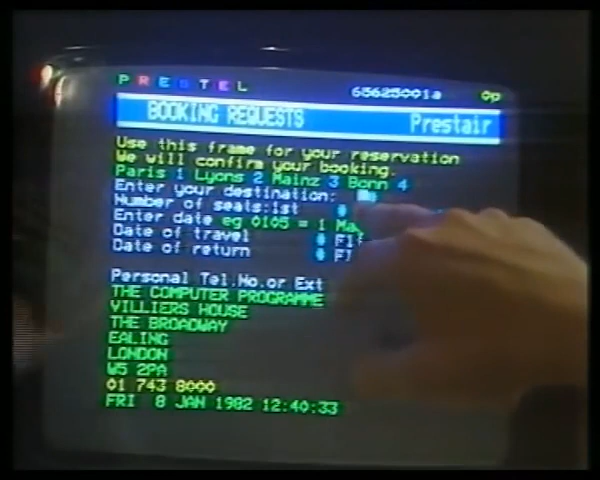 PRESTEL 65625001a 0p
BOOKING REQUESTS Prestair
Use this frame for your reservation
We will confirm your booking.
Paris 1 Lyons 2 Mainz 3 Bonn 4
Enter your destination:
Number of seats:1st
Enter date eg 0105 = 1 Ma
Date of travel
Date of return
Personal Tel.No.or Ext
THE COMPUTER PROGRAMME
VILLIERS HOUSE
THE BROADWAY
EALING
LONDON
W5 2PA
01 743 8000
FRI 8 JAN 1982 12:40:33